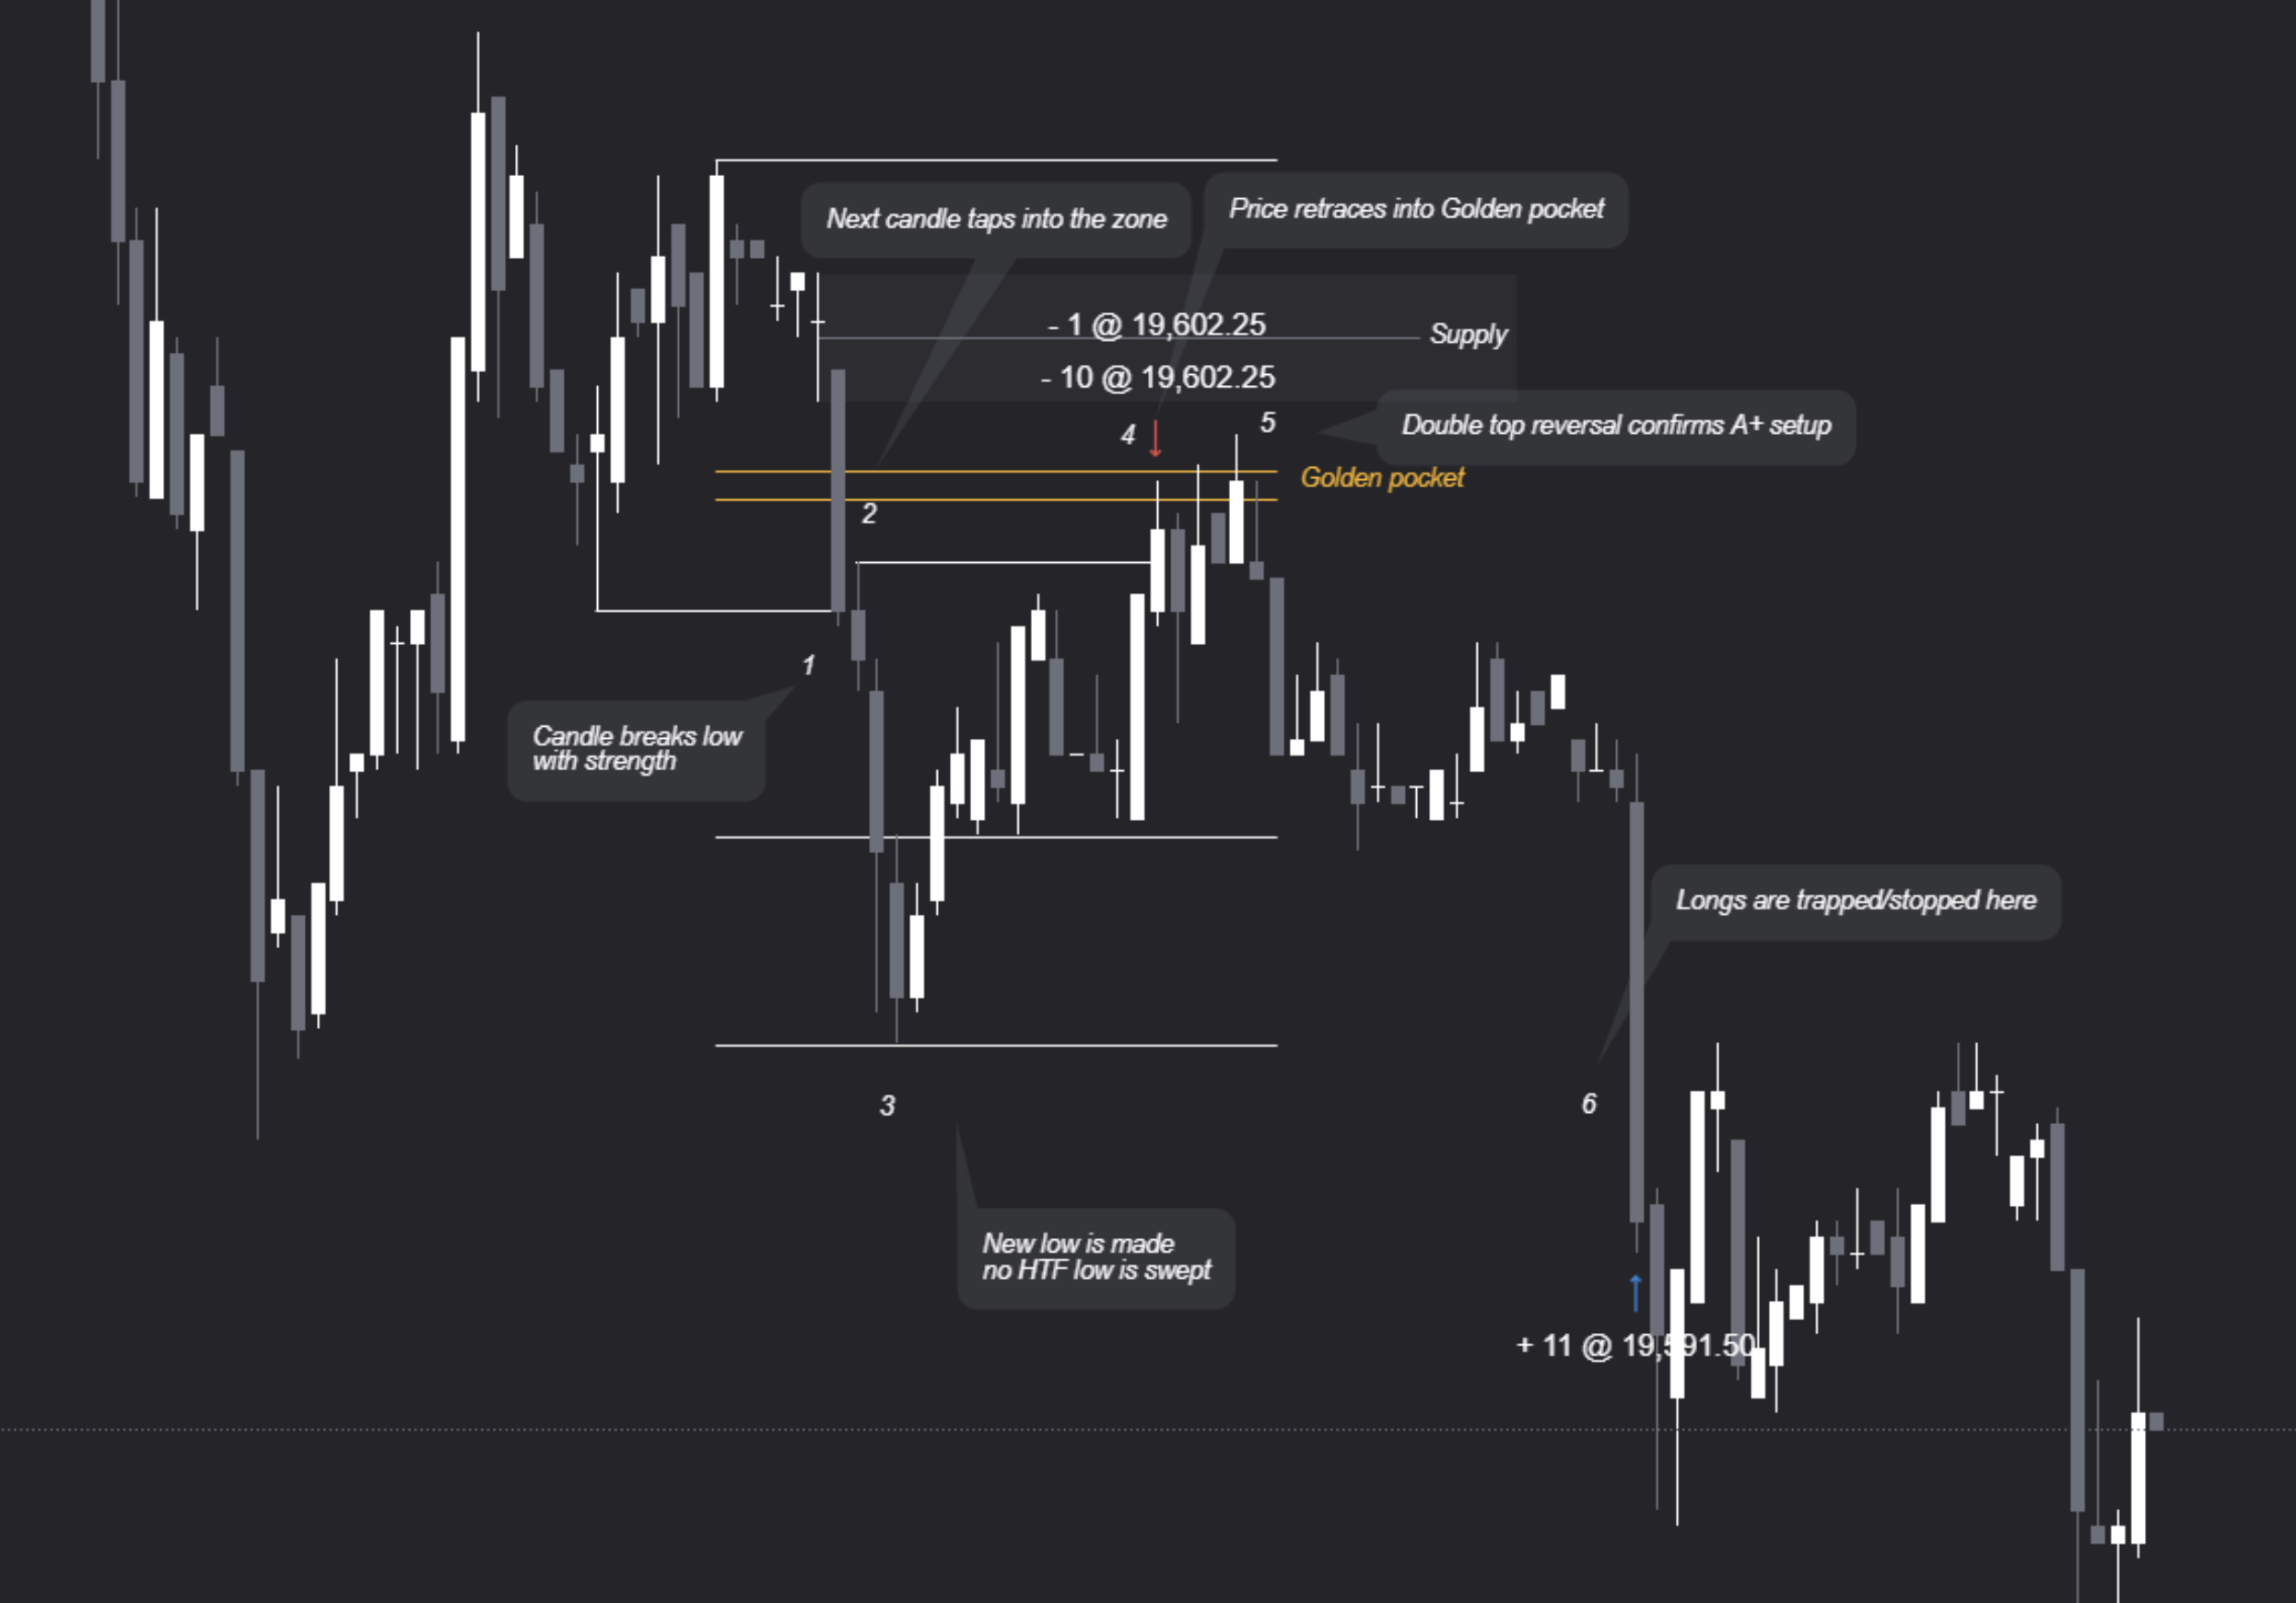 Next candle taps into the zone
Price retraces into Golden pocket
- 1 @ 19,602.25
Supply
- 10 @ 19,602.25
4
5
Double top reversal confirms A+ setup
Golden pocket
2
1
Candle breaks low
with strength
Longs are trapped/stopped here
3
6
New low is made
no HTF low is swept
+ 11 @ 19,591.50